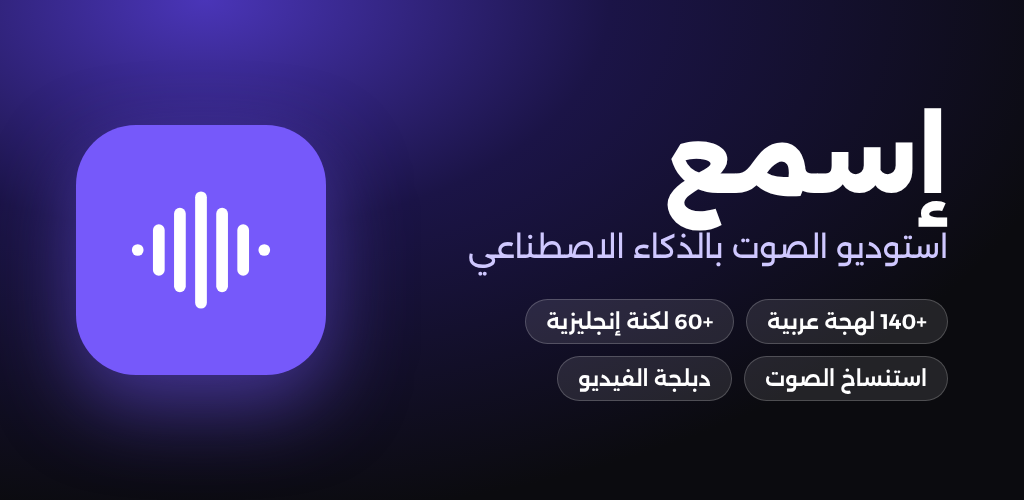 إسمع
استوديو الصوت بالذكاء الاصطناعي
+140 لهجة عربية
+60 لكنة إنجليزية
استنساخ الصوت
دبلجة الفيديو